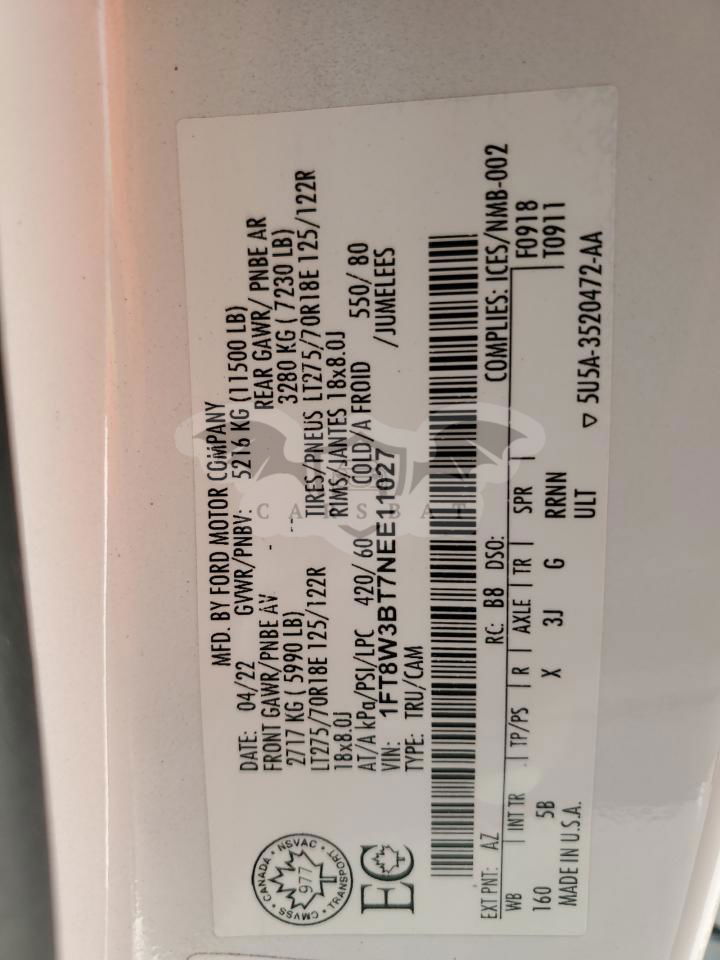 MFD. BY FORD MOTOR COMPANY
DATE: 04/22 GVWR/PNBV: 5216 KG (11500 LB)
FRONT GAWR/PNBE AV REAR GAWR/ PNBE AR
2717 KG ( 5990 LB) 3280 KG ( 7230 LB)
LT275/70R18E 125/122R TIRES/PNEUS LT275/70R18E 125/122R
18x8.0J RIMS/JANTES 18x8.0J
AT/A kPa/PSI/LPC 420/ 60 COLD/A FROID 550/ 80
VIN: 1FT8W3BT7NEE11027 /JUMELEES
TYPE: TRU/CAM
CANADA · NSVAC · TRANSPORT · CMVSS
977
EC
COMPLIES: ICES/NMB-002
EXT PNT: AZ RC: B8 DSO: F0918
WB INT TR TP/PS R AXLE TR SPR T0911
160 5B X 3J G RRNN
MADE IN U.S.A. ULT ▽ 5U5A-3520472-AA
CARSBAT